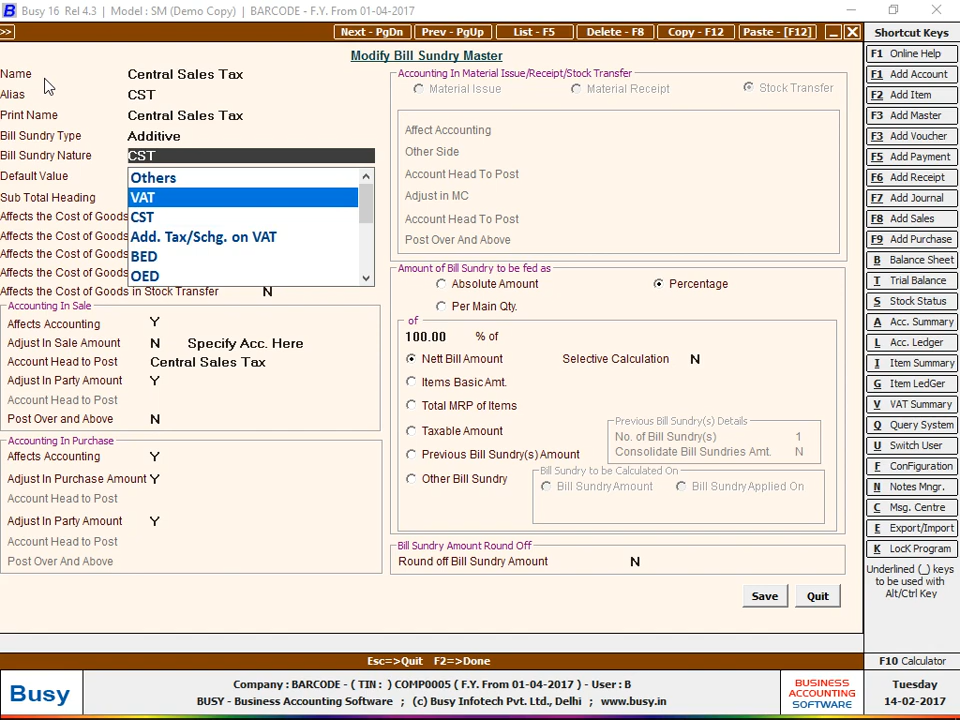 Busy 16 Rel 4.3 | Model : SM (Demo Copy) | BARCODE - F.Y. From 01-04-2017
>>
Next - PgDn
Prev - PgUp
List - F5
Delete - F8
Copy - F12
Paste - [F12]
Modify Bill Sundry Master
Name Central Sales Tax
Alias CST
Print Name Central Sales Tax
Bill Sundry Type Additive
Bill Sundry Nature CST
Default Value
Sub Total Heading
Affects the Cost of Goods
Affects the Cost of Goods
Affects the Cost of Goods
Affects the Cost of Goods
Affects the Cost of Goods in Stock Transfer N
Others
VAT
CST
Add. Tax/Schg. on VAT
BED
OED
Accounting In Sale
Affects Accounting Y
Adjust In Sale Amount N Specify Acc. Here
Account Head to Post Central Sales Tax
Adjust In Party Amount Y
Account Head to Post
Post Over and Above N
Accounting In Purchase
Affects Accounting Y
Adjust In Purchase Amount Y
Account Head to Post
Adjust In Party Amount Y
Account Head to Post
Post Over and Above
Accounting In Material Issue/Receipt/Stock Transfer
Material Issue Material Receipt Stock Transfer
Affect Accounting
Other Side
Account Head To Post
Adjust in MC
Account Head To Post
Post Over And Above
Amount of Bill Sundry to be fed as
Absolute Amount Percentage
Per Main Qty.
of
100.00 % of
Nett Bill Amount Selective Calculation N
Items Basic Amt.
Total MRP of Items
Taxable Amount
Previous Bill Sundry(s) Amount
Other Bill Sundry
Previous Bill Sundry(s) Details
No. of Bill Sundry(s) 1
Consolidate Bill Sundries Amt. N
Bill Sundry to be Calculated On
Bill Sundry Amount Bill Sundry Applied On
Bill Sundry Amount Round Off
Round off Bill Sundry Amount N
Save Quit
Shortcut Keys
F1 Online Help
F1 Add Account
F2 Add Item
F3 Add Master
F3 Add Voucher
F5 Add Payment
F6 Add Receipt
F7 Add Journal
F8 Add Sales
F9 Add Purchase
B Balance Sheet
T Trial Balance
S Stock Status
A Acc. Summary
L Acc. Ledger
I Item Summary
G Item LedGer
V VAT Summary
Q Query System
U Switch User
F ConFiguration
N Notes Mngr.
C Msg. Centre
E Export/Import
K LocK Program
Underlined (_) keys
to be used with
Alt/Ctrl Key
F10 Calculator
Esc=>Quit F2=>Done
Busy
Company : BARCODE - ( TIN : ) COMP0005 ( F.Y. From 01-04-2017 ) - User : B
BUSY - Business Accounting Software ; (c) Busy Infotech Pvt. Ltd., Delhi ; www.busy.in
BUSINESS
ACCOUNTING
SOFTWARE
Tuesday
14-02-2017